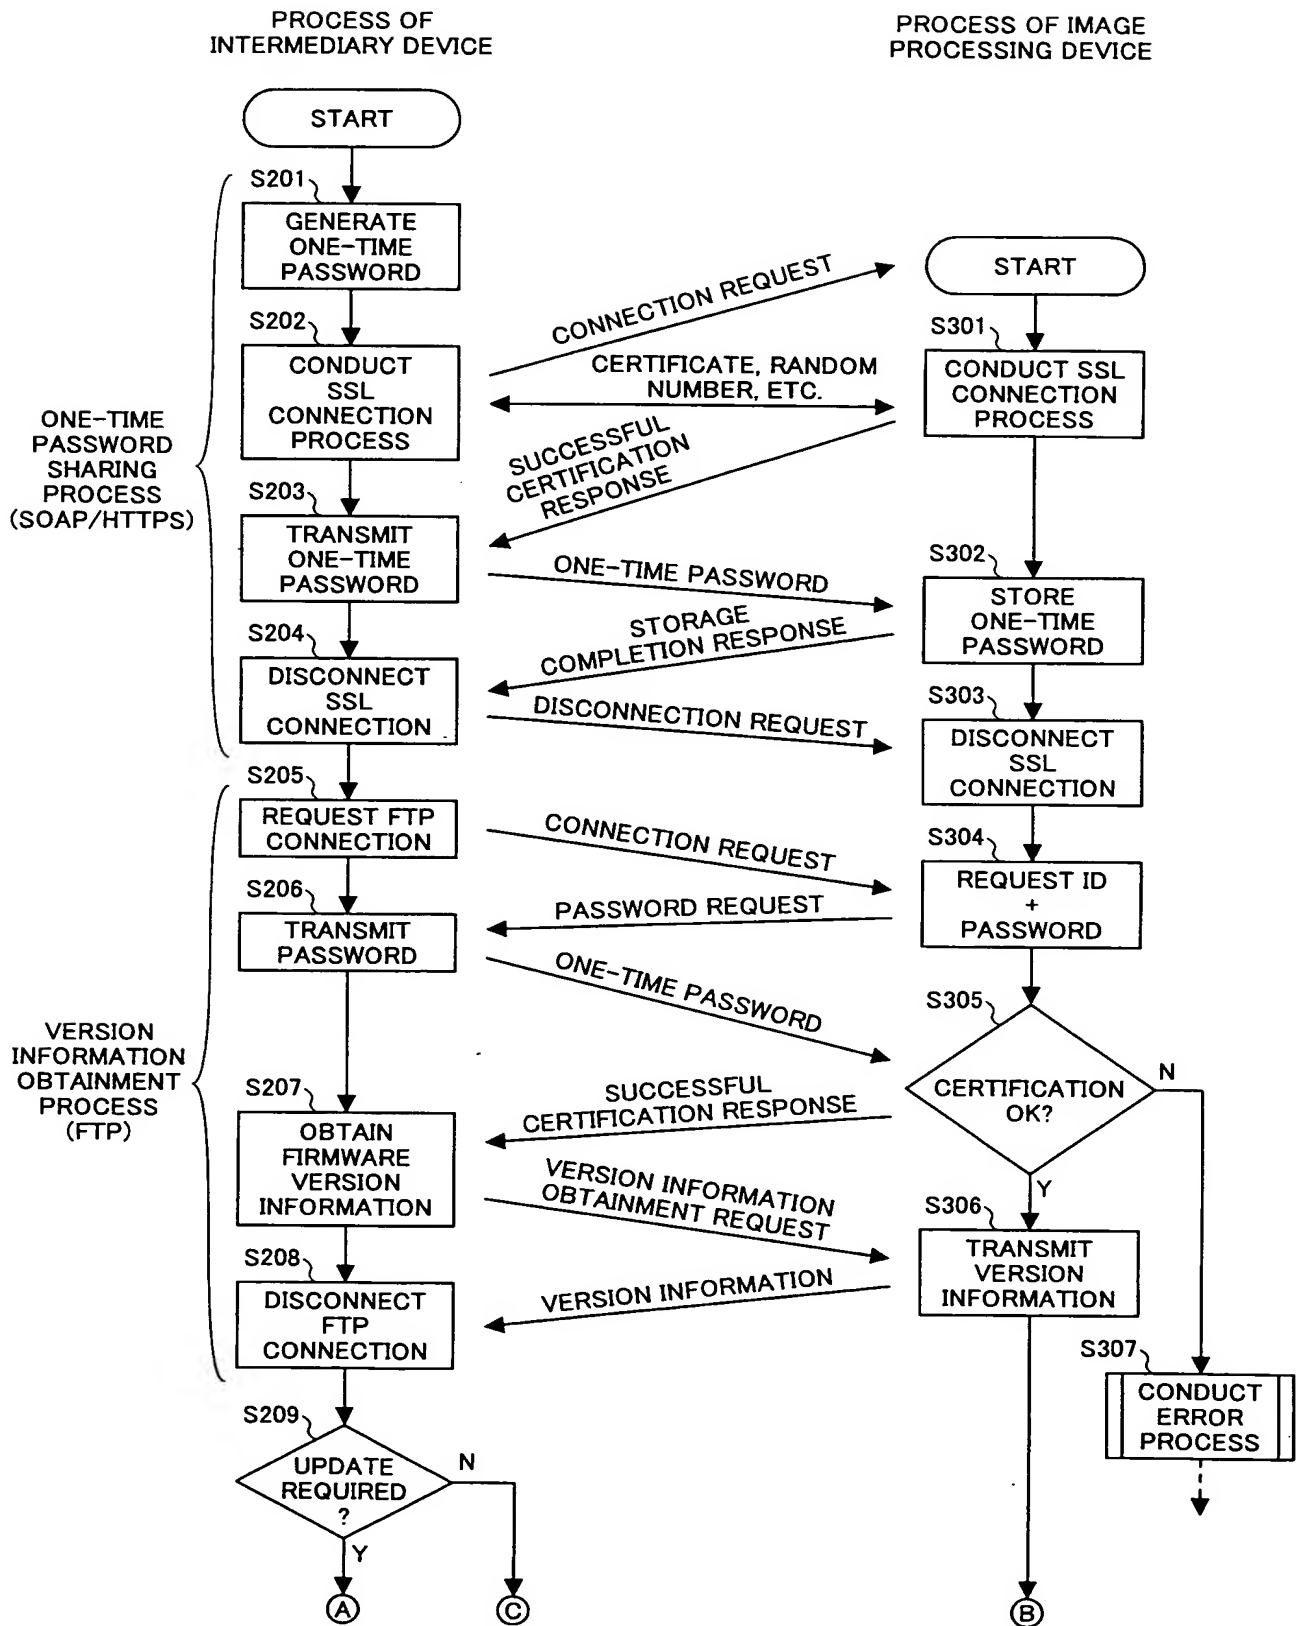 PROCESS OF
INTERMEDIARY DEVICE
PROCESS OF IMAGE
PROCESSING DEVICE
START
S201
GENERATE
ONE-TIME
PASSWORD
START
CONNECTION REQUEST
S202
CONDUCT
SSL
CONNECTION
PROCESS
CERTIFICATE, RANDOM
NUMBER, ETC.
S301
CONDUCT SSL
CONNECTION
PROCESS
ONE-TIME
PASSWORD
SHARING
PROCESS
(SOAP/HTTPS)
SUCCESSFUL
CERTIFICATION
RESPONSE
S203
TRANSMIT
ONE-TIME
PASSWORD
ONE-TIME PASSWORD
S302
STORE
ONE-TIME
PASSWORD
STORAGE
COMPLETION RESPONSE
S204
DISCONNECT
SSL
CONNECTION
DISCONNECTION REQUEST
S303
DISCONNECT
SSL
CONNECTION
S205
REQUEST FTP
CONNECTION
CONNECTION REQUEST
S304
REQUEST ID
+
PASSWORD
PASSWORD REQUEST
S206
TRANSMIT
PASSWORD
ONE-TIME PASSWORD
S305
CERTIFICATION
OK?
N
Y
VERSION
INFORMATION
OBTAINMENT
PROCESS
(FTP)
SUCCESSFUL
CERTIFICATION RESPONSE
S207
OBTAIN
FIRMWARE
VERSION
INFORMATION
VERSION INFORMATION
OBTAINMENT REQUEST
S306
TRANSMIT
VERSION
INFORMATION
VERSION INFORMATION
S208
DISCONNECT
FTP
CONNECTION
S307
CONDUCT
ERROR
PROCESS
S209
UPDATE
REQUIRED
?
N
Y
A
C
B